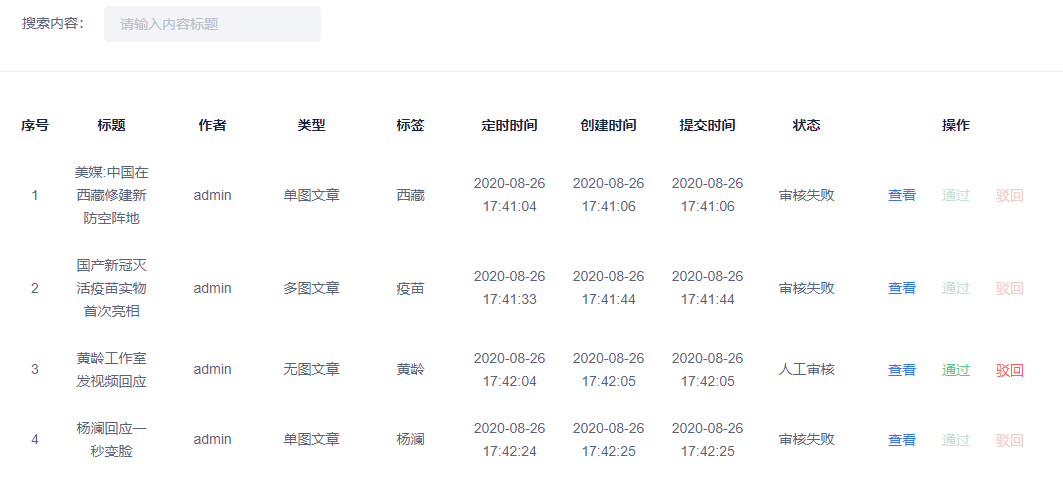 搜索内容： 请输入内容标题
序号 标题 作者 类型 标签 定时时间 创建时间 提交时间 状态 操作
美媒:中国在
西藏修建新
防空阵地
1 admin 单图文章 西藏 2020-08-26 17:41:04 2020-08-26 17:41:06 2020-08-26 17:41:06 审核失败 查看 通过 驳回
国产新冠灭
活疫苗实物
首次亮相
2 admin 多图文章 疫苗 2020-08-26 17:41:33 2020-08-26 17:41:44 2020-08-26 17:41:44 审核失败 查看 通过 驳回
黄龄工作室
发视频回应
3 admin 无图文章 黄龄 2020-08-26 17:42:04 2020-08-26 17:42:05 2020-08-26 17:42:05 人工审核 查看 通过 驳回
杨澜回应一
秒变脸
4 admin 单图文章 杨澜 2020-08-26 17:42:24 2020-08-26 17:42:25 2020-08-26 17:42:25 审核失败 查看 通过 驳回